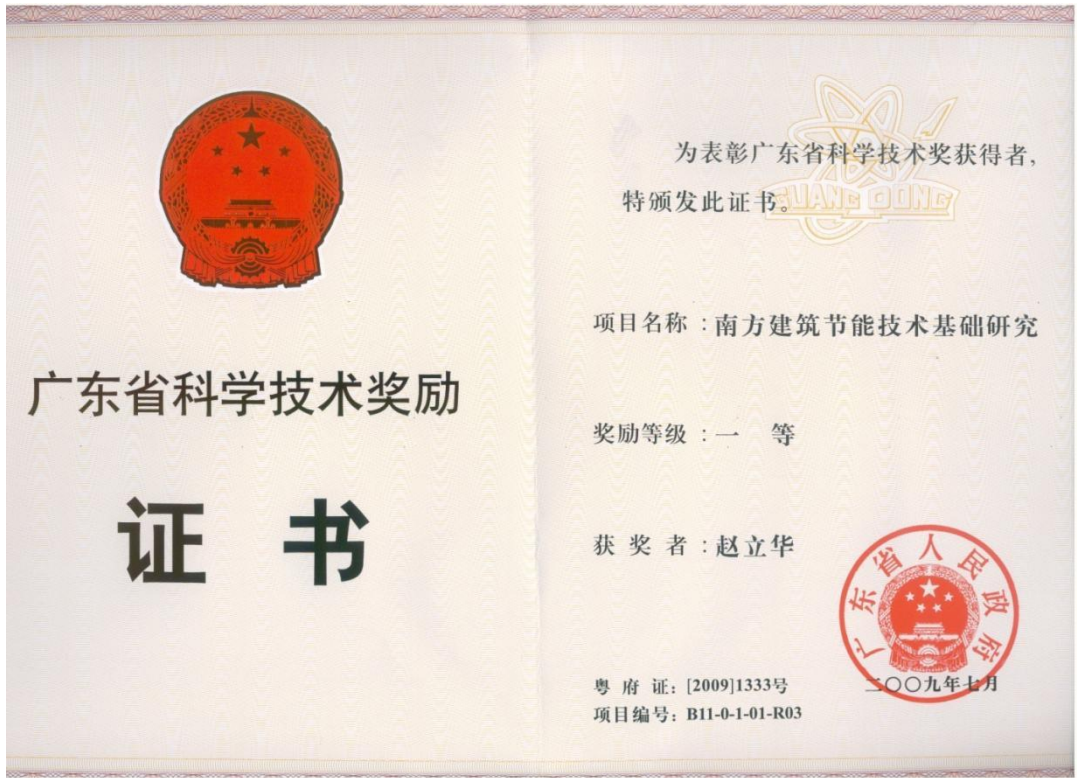 广东省科学技术奖励
证 书
为表彰广东省科学技术奖获得者，
特颁发此证书。
GUANG DONG
项目名称：南方建筑节能技术基础研究
奖励等级：一 等
获 奖 者：赵立华
广东省人民政府
二〇〇九年七月
粤 府 证：[2009]1333号
项目编号：B11-0-1-01-R03